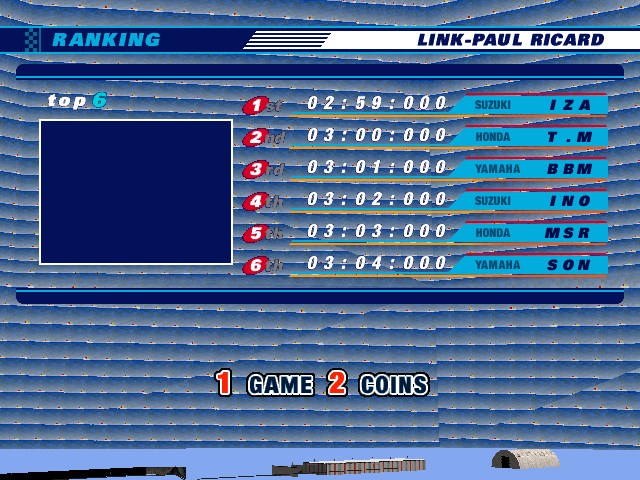 RANKING
LINK-PAUL RICARD
top 6
1st 02:59:000 SUZUKI IZA
2nd 03:00:000 HONDA T.M
3rd 03:01:000 YAMAHA BBM
4th 03:02:000 SUZUKI INO
5th 03:03:000 HONDA MSR
6th 03:04:000 YAMAHA SON
1 GAME 2 COINS